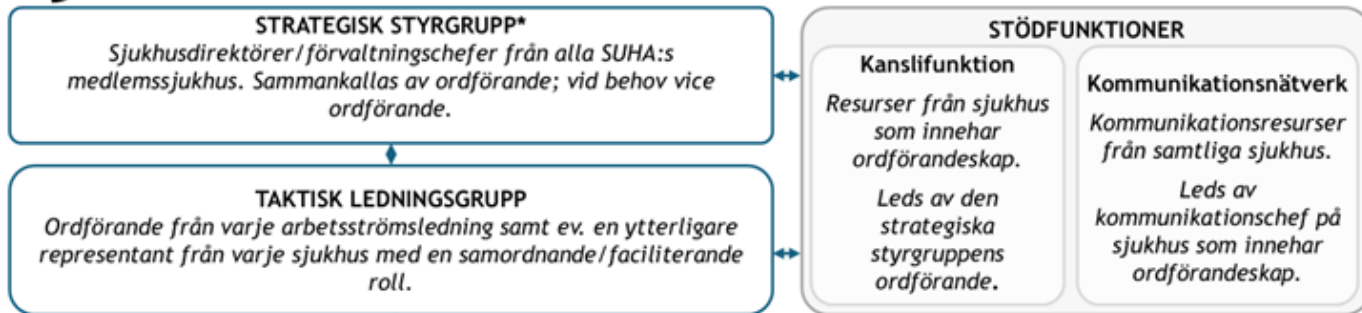 STRATEGISK STYRGRUPP*
Sjukhusdirektörer/förvaltningschefer från alla SUHA:s
medlemssjukhus. Sammankallas av ordförande; vid behov vice
ordförande.
TAKTISK LEDNINGSGRUPP
Ordförande från varje arbetsströmsledning samt ev. en ytterligare
representant från varje sjukhus med en samordnande/faciliterande
roll.
STÖDFUNKTIONER
Kanslifunktion
Resurser från sjukhus
som innehar
ordförandeskap.
Leds av den
strategiska
styrgruppens
ordförande.
Kommunikationsnätverk
Kommunikationsresurser
från samtliga sjukhus.
Leds av
kommunikationschef på
sjukhus som innehar
ordförandeskap.